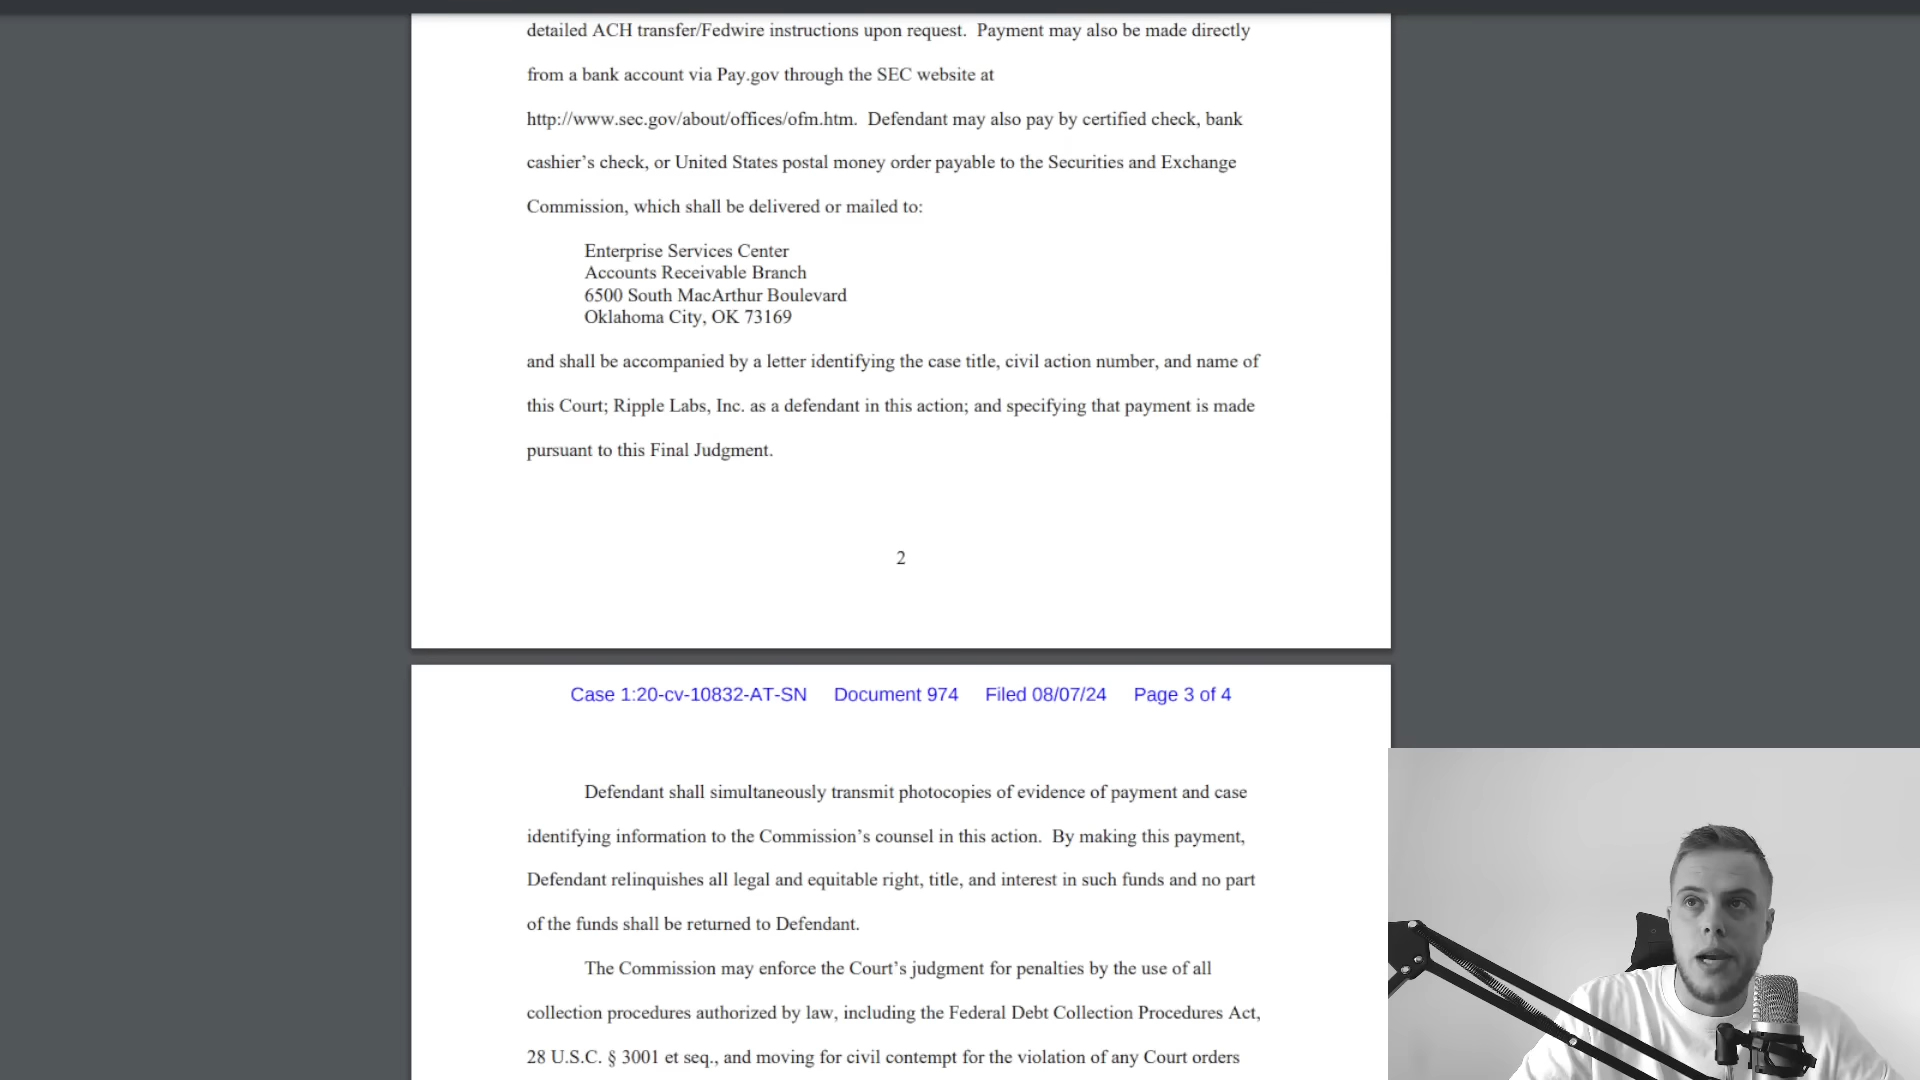 detailed ACH transfer/Fedwire instructions upon request.  Payment may also be made directly
from a bank account via Pay.gov through the SEC website at
http://www.sec.gov/about/offices/ofm.htm.  Defendant may also pay by certified check, bank
cashier’s check, or United States postal money order payable to the Securities and Exchange
Commission, which shall be delivered or mailed to:
Enterprise Services Center
Accounts Receivable Branch
6500 South MacArthur Boulevard
Oklahoma City, OK 73169
and shall be accompanied by a letter identifying the case title, civil action number, and name of
this Court; Ripple Labs, Inc. as a defendant in this action; and specifying that payment is made
pursuant to this Final Judgment.
2
Case 1:20-cv-10832-AT-SN Document 974 Filed 08/07/24 Page 3 of 4
Defendant shall simultaneously transmit photocopies of evidence of payment and case
identifying information to the Commission’s counsel in this action.  By making this payment,
Defendant relinquishes all legal and equitable right, title, and interest in such funds and no part
of the funds shall be returned to Defendant.
The Commission may enforce the Court’s judgment for penalties by the use of all
collection procedures authorized by law, including the Federal Debt Collection Procedures Act,
28 U.S.C. § 3001 et seq., and moving for civil contempt for the violation of any Court orders